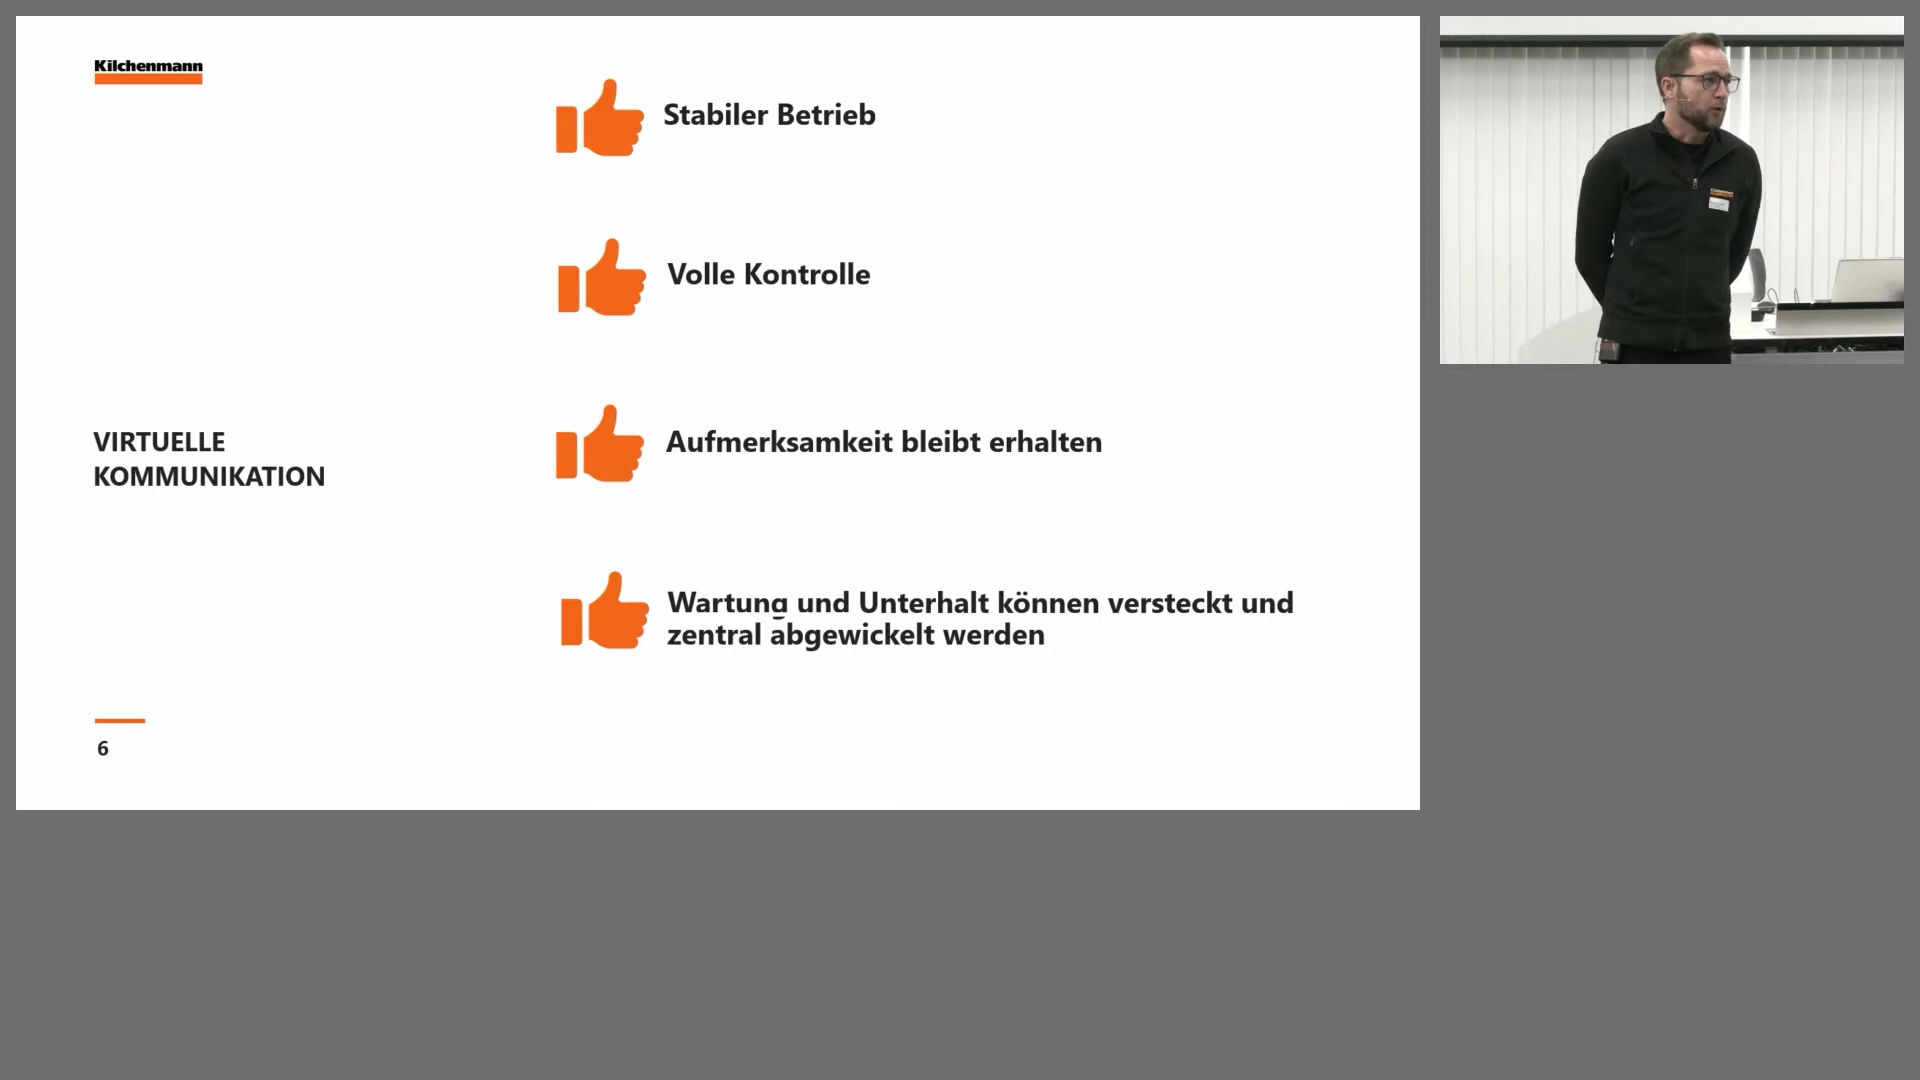 Kilchenmann
Stabiler Betrieb
Volle Kontrolle
Aufmerksamkeit bleibt erhalten
VIRTUELLE
KOMMUNIKATION
Wartung und Unterhalt können versteckt und
zentral abgewickelt werden
6